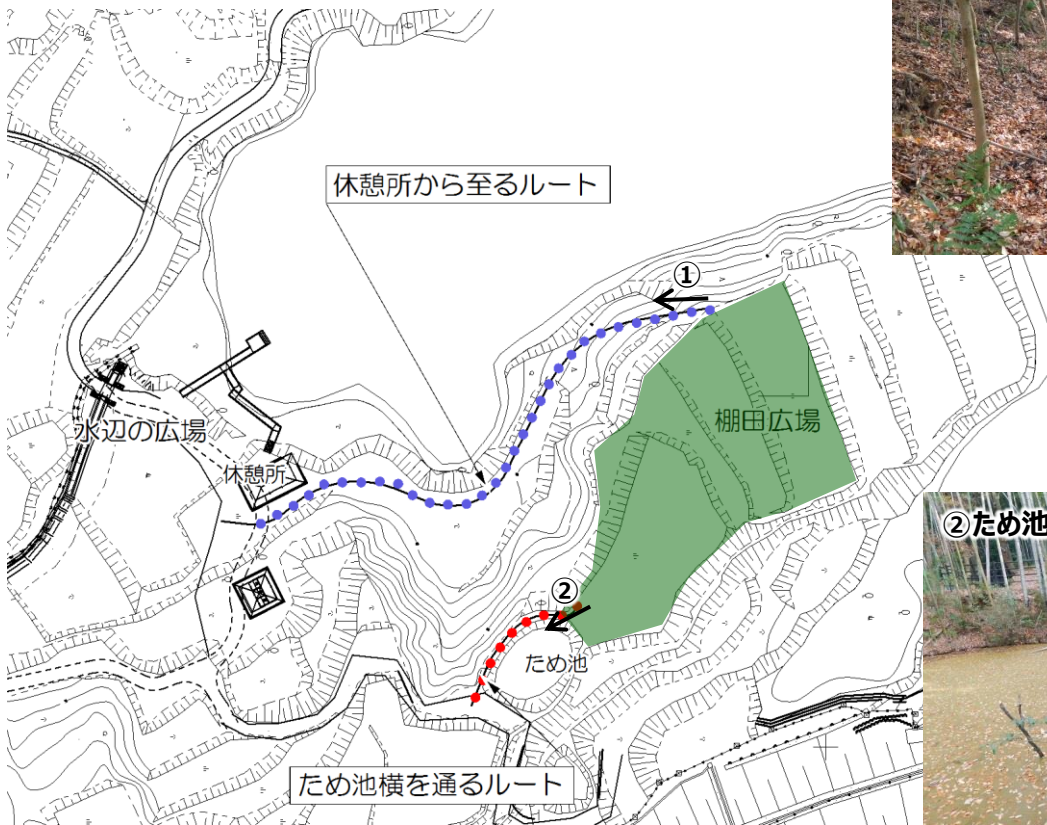 休憩所から至るルート
①
棚田広場
水辺の広場
休憩所
②ため池
②
ため池
ため池横を通るルート